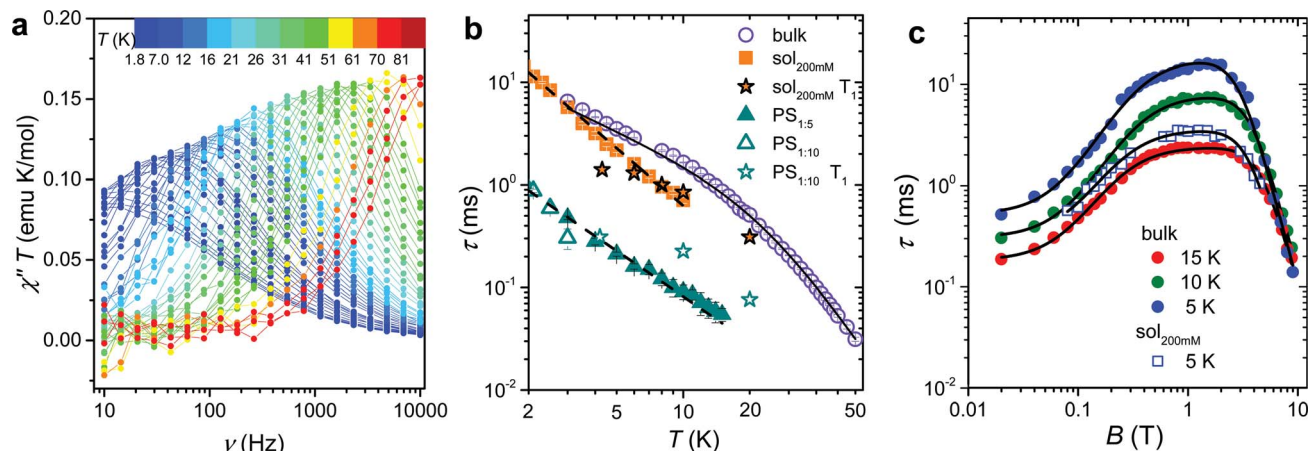 a
T (K)
1.8 7.0 12 16 21 26 31 41 51 61 70 81
χ″ T (emu K/mol)
0.20
0.15
0.10
0.05
0.00
10 100 1000 10000
ν (Hz)
b
bulk
sol200mM
sol200mM T1
PS1:5
PS1:10
PS1:10 T1
τ (ms)
10¹
10⁰
10⁻¹
10⁻²
2 5 10 20 50
T (K)
c
τ (ms)
10¹
10⁰
10⁻¹
10⁻²
bulk
15 K
10 K
5 K
sol200mM
5 K
0.01 0.1 1 10
B (T)